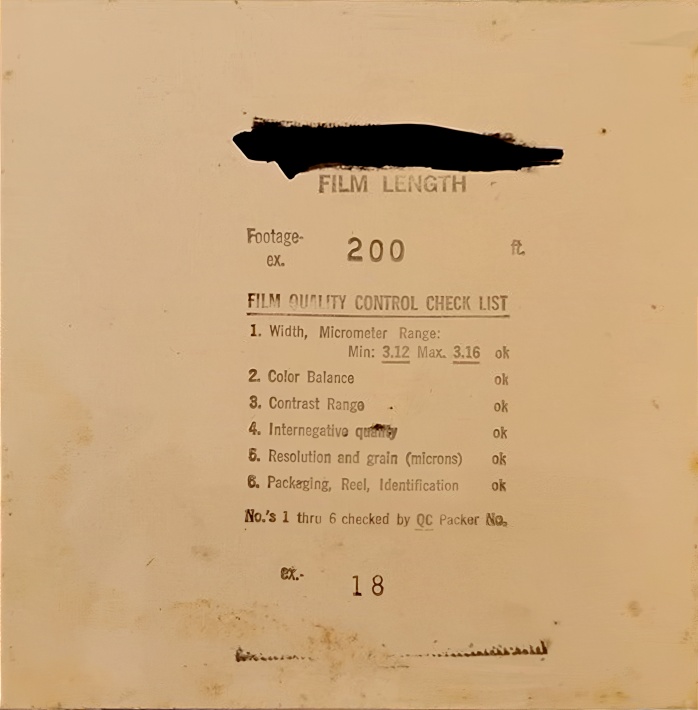 FILM LENGTH
Footage-
ex. 200 ft.
FILM QUALITY CONTROL CHECK LIST
1. Width, Micrometer Range:
Min: 3.12 Max. 3.16 ok
2. Color Balance ok
3. Contrast Range ok
4. Internegative quality ok
5. Resolution and grain (microns) ok
6. Packaging, Reel, Identification ok
No.'s 1 thru 6 checked by QC Packer No.
ex.- 18